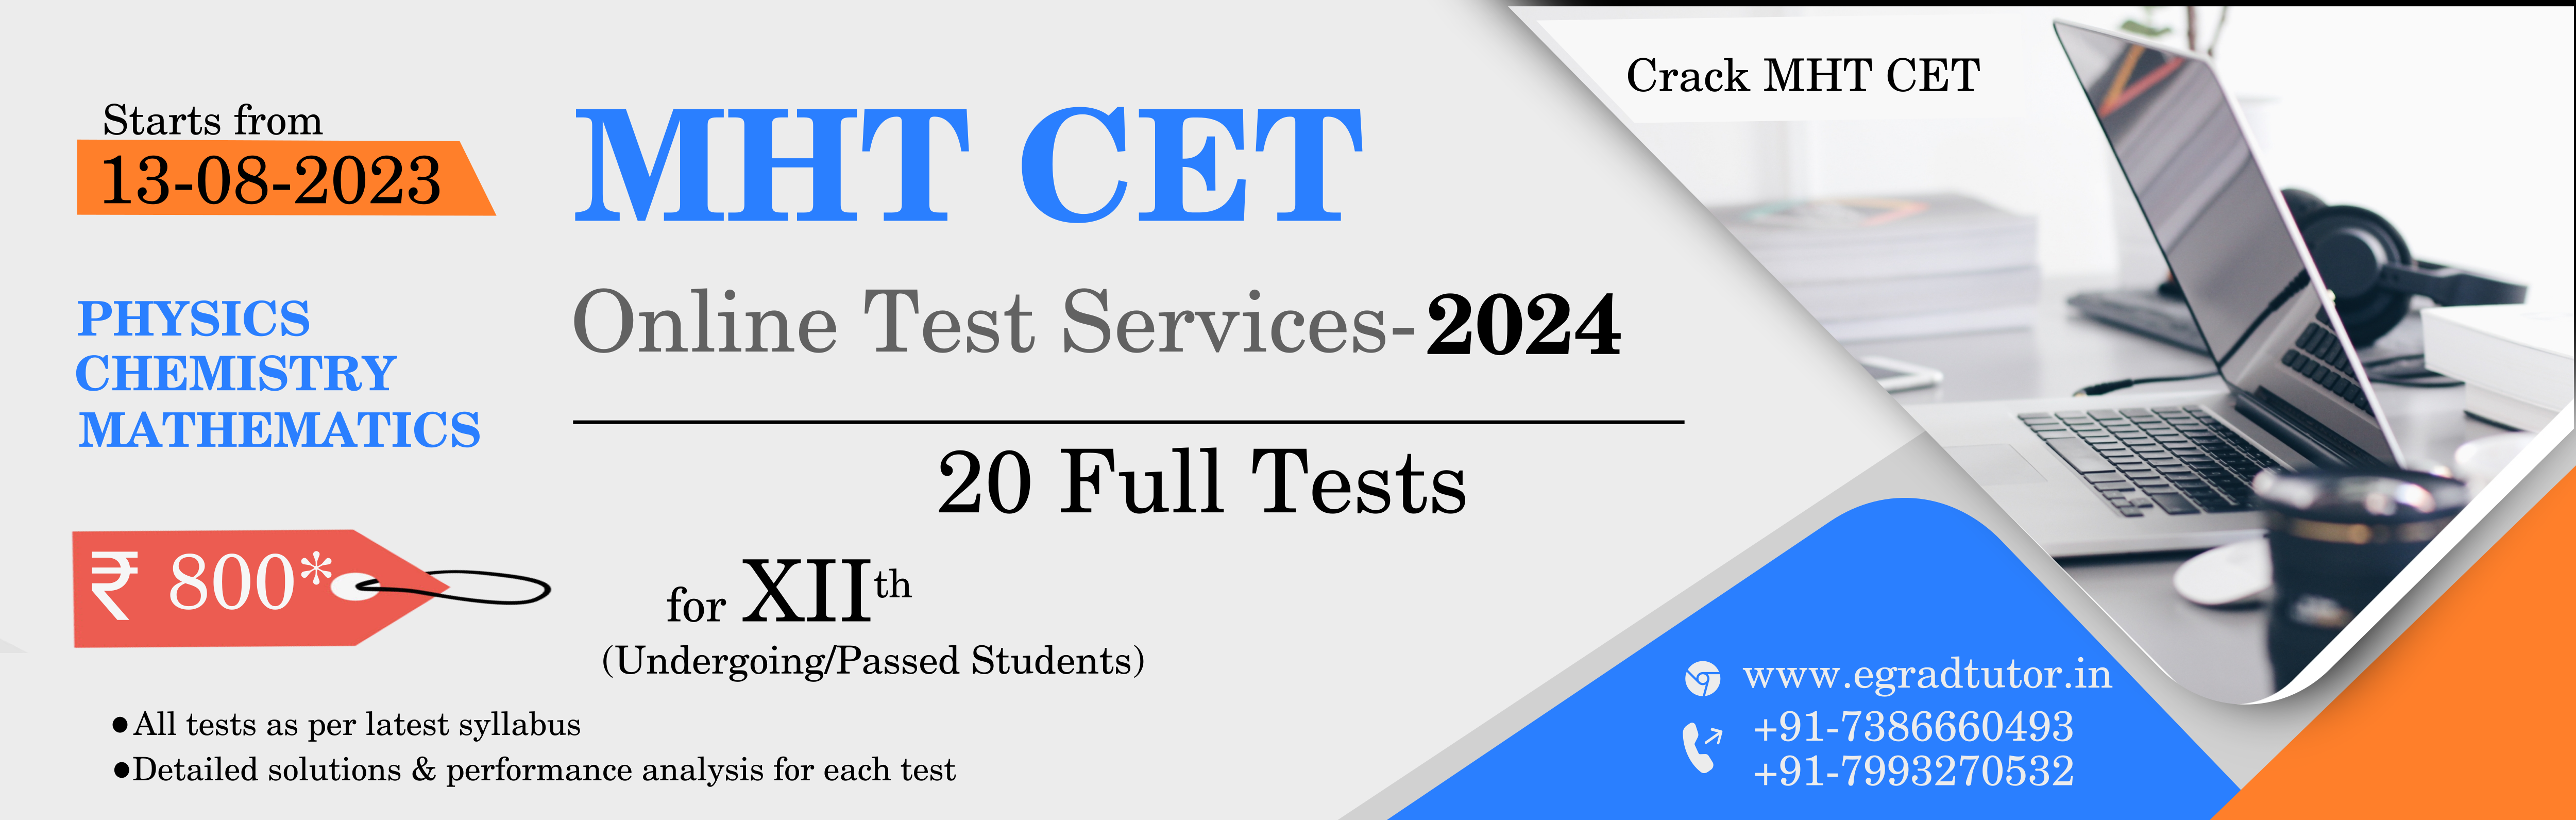 Crack MHT CET
Starts from
13-08-2023
MHT CET
Online Test Services-2024
PHYSICS
CHEMISTRY
MATHEMATICS
20 Full Tests
₹ 800*
for XIIth
(Undergoing/Passed Students)
●All tests as per latest syllabus
●Detailed solutions & performance analysis for each test
www.egradtutor.in
+91-7386660493
+91-7993270532